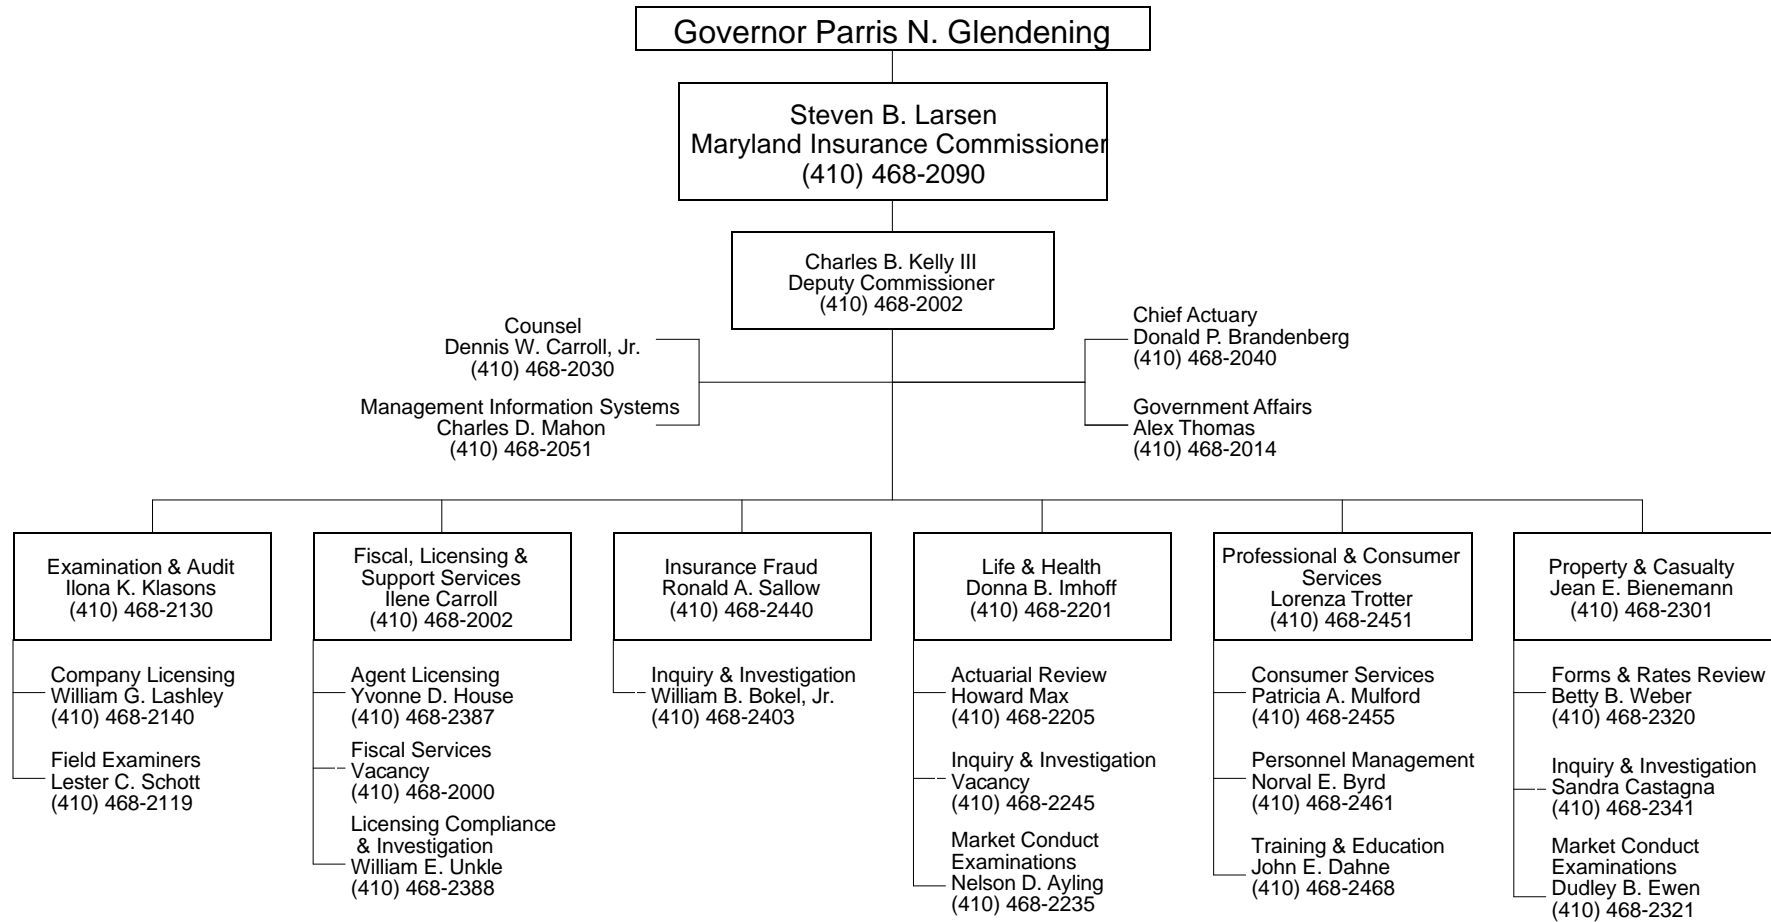 Governor Parris N. Glendening
Steven B. Larsen
Maryland Insurance Commissioner
(410) 468-2090
Charles B. Kelly III
Deputy Commissioner
(410) 468-2002
Counsel
Dennis W. Carroll, Jr.
(410) 468-2030
Chief Actuary
Donald P. Brandenberg
(410) 468-2040
Management Information Systems
Charles D. Mahon
(410) 468-2051
Government Affairs
Alex Thomas
(410) 468-2014
Examination & Audit
Ilona K. Klasons
(410) 468-2130
Company Licensing
William G. Lashley
(410) 468-2140
Field Examiners
Lester C. Schott
(410) 468-2119
Fiscal, Licensing &
Support Services
Ilene Carroll
(410) 468-2002
Agent Licensing
Yvonne D. House
(410) 468-2387
Fiscal Services
Vacancy
(410) 468-2000
Licensing Compliance
& Investigation
William E. Unkle
(410) 468-2388
Insurance Fraud
Ronald A. Sallow
(410) 468-2440
Inquiry & Investigation
William B. Bokel, Jr.
(410) 468-2403
Life & Health
Donna B. Imhoff
(410) 468-2201
Actuarial Review
Howard Max
(410) 468-2205
Inquiry & Investigation
Vacancy
(410) 468-2245
Market Conduct
Examinations
Nelson D. Ayling
(410) 468-2235
Professional & Consumer
Services
Lorenza Trotter
(410) 468-2451
Consumer Services
Patricia A. Mulford
(410) 468-2455
Personnel Management
Norval E. Byrd
(410) 468-2461
Training & Education
John E. Dahne
(410) 468-2468
Property & Casualty
Jean E. Bienemann
(410) 468-2301
Forms & Rates Review
Betty B. Weber
(410) 468-2320
Inquiry & Investigation
Sandra Castagna
(410) 468-2341
Market Conduct
Examinations
Dudley B. Ewen
(410) 468-2321